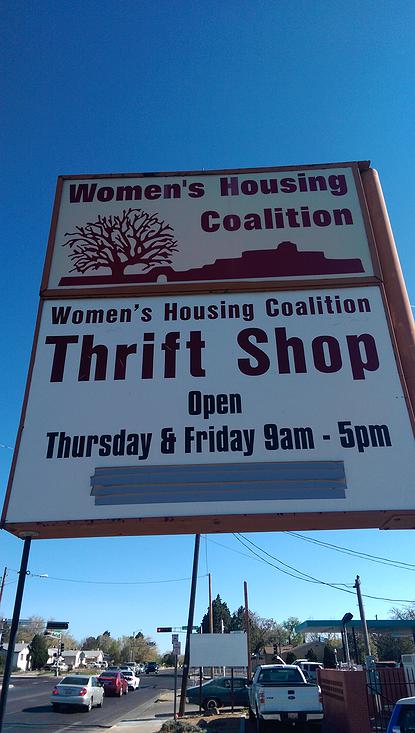 Women's Housing
Coalition
Women's Housing Coalition
Thrift Shop
Open
Thursday & Friday 9am - 5pm